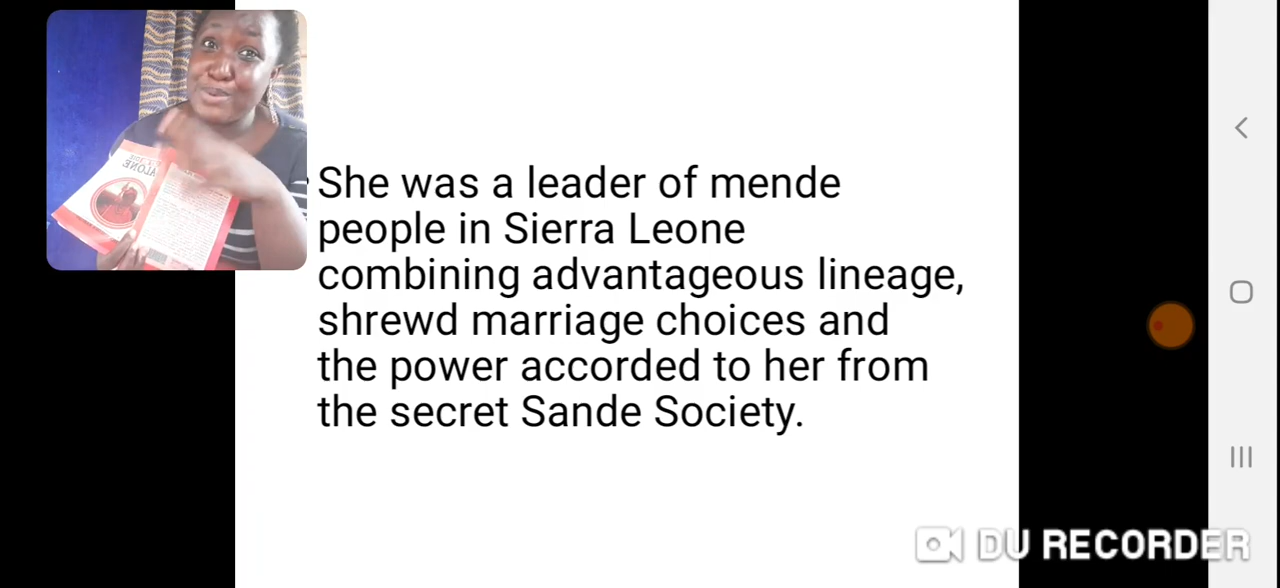 ALONE
She was a leader of mende
people in Sierra Leone
combining advantageous lineage,
shrewd marriage choices and
the power accorded to her from
the secret Sande Society.
DU RECORDER